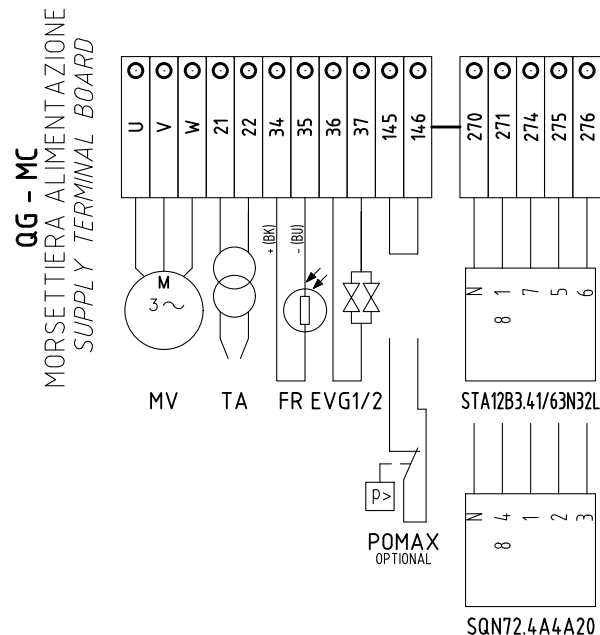 QG - MC
MORSETTIERA ALIMENTAZIONE
SUPPLY TERMINAL BOARD
U V W 21 22 34 35 36 37 145 146 270 271 274 275 276
+ (BK)
- (BU)
M
3~
N 1 7 5 6
8
MV TA FR EVG1/2 STA12B3.41/63N32L
P>
POMAX
OPTIONAL
N 4 1 2 3
8
SQN72.4A4A20